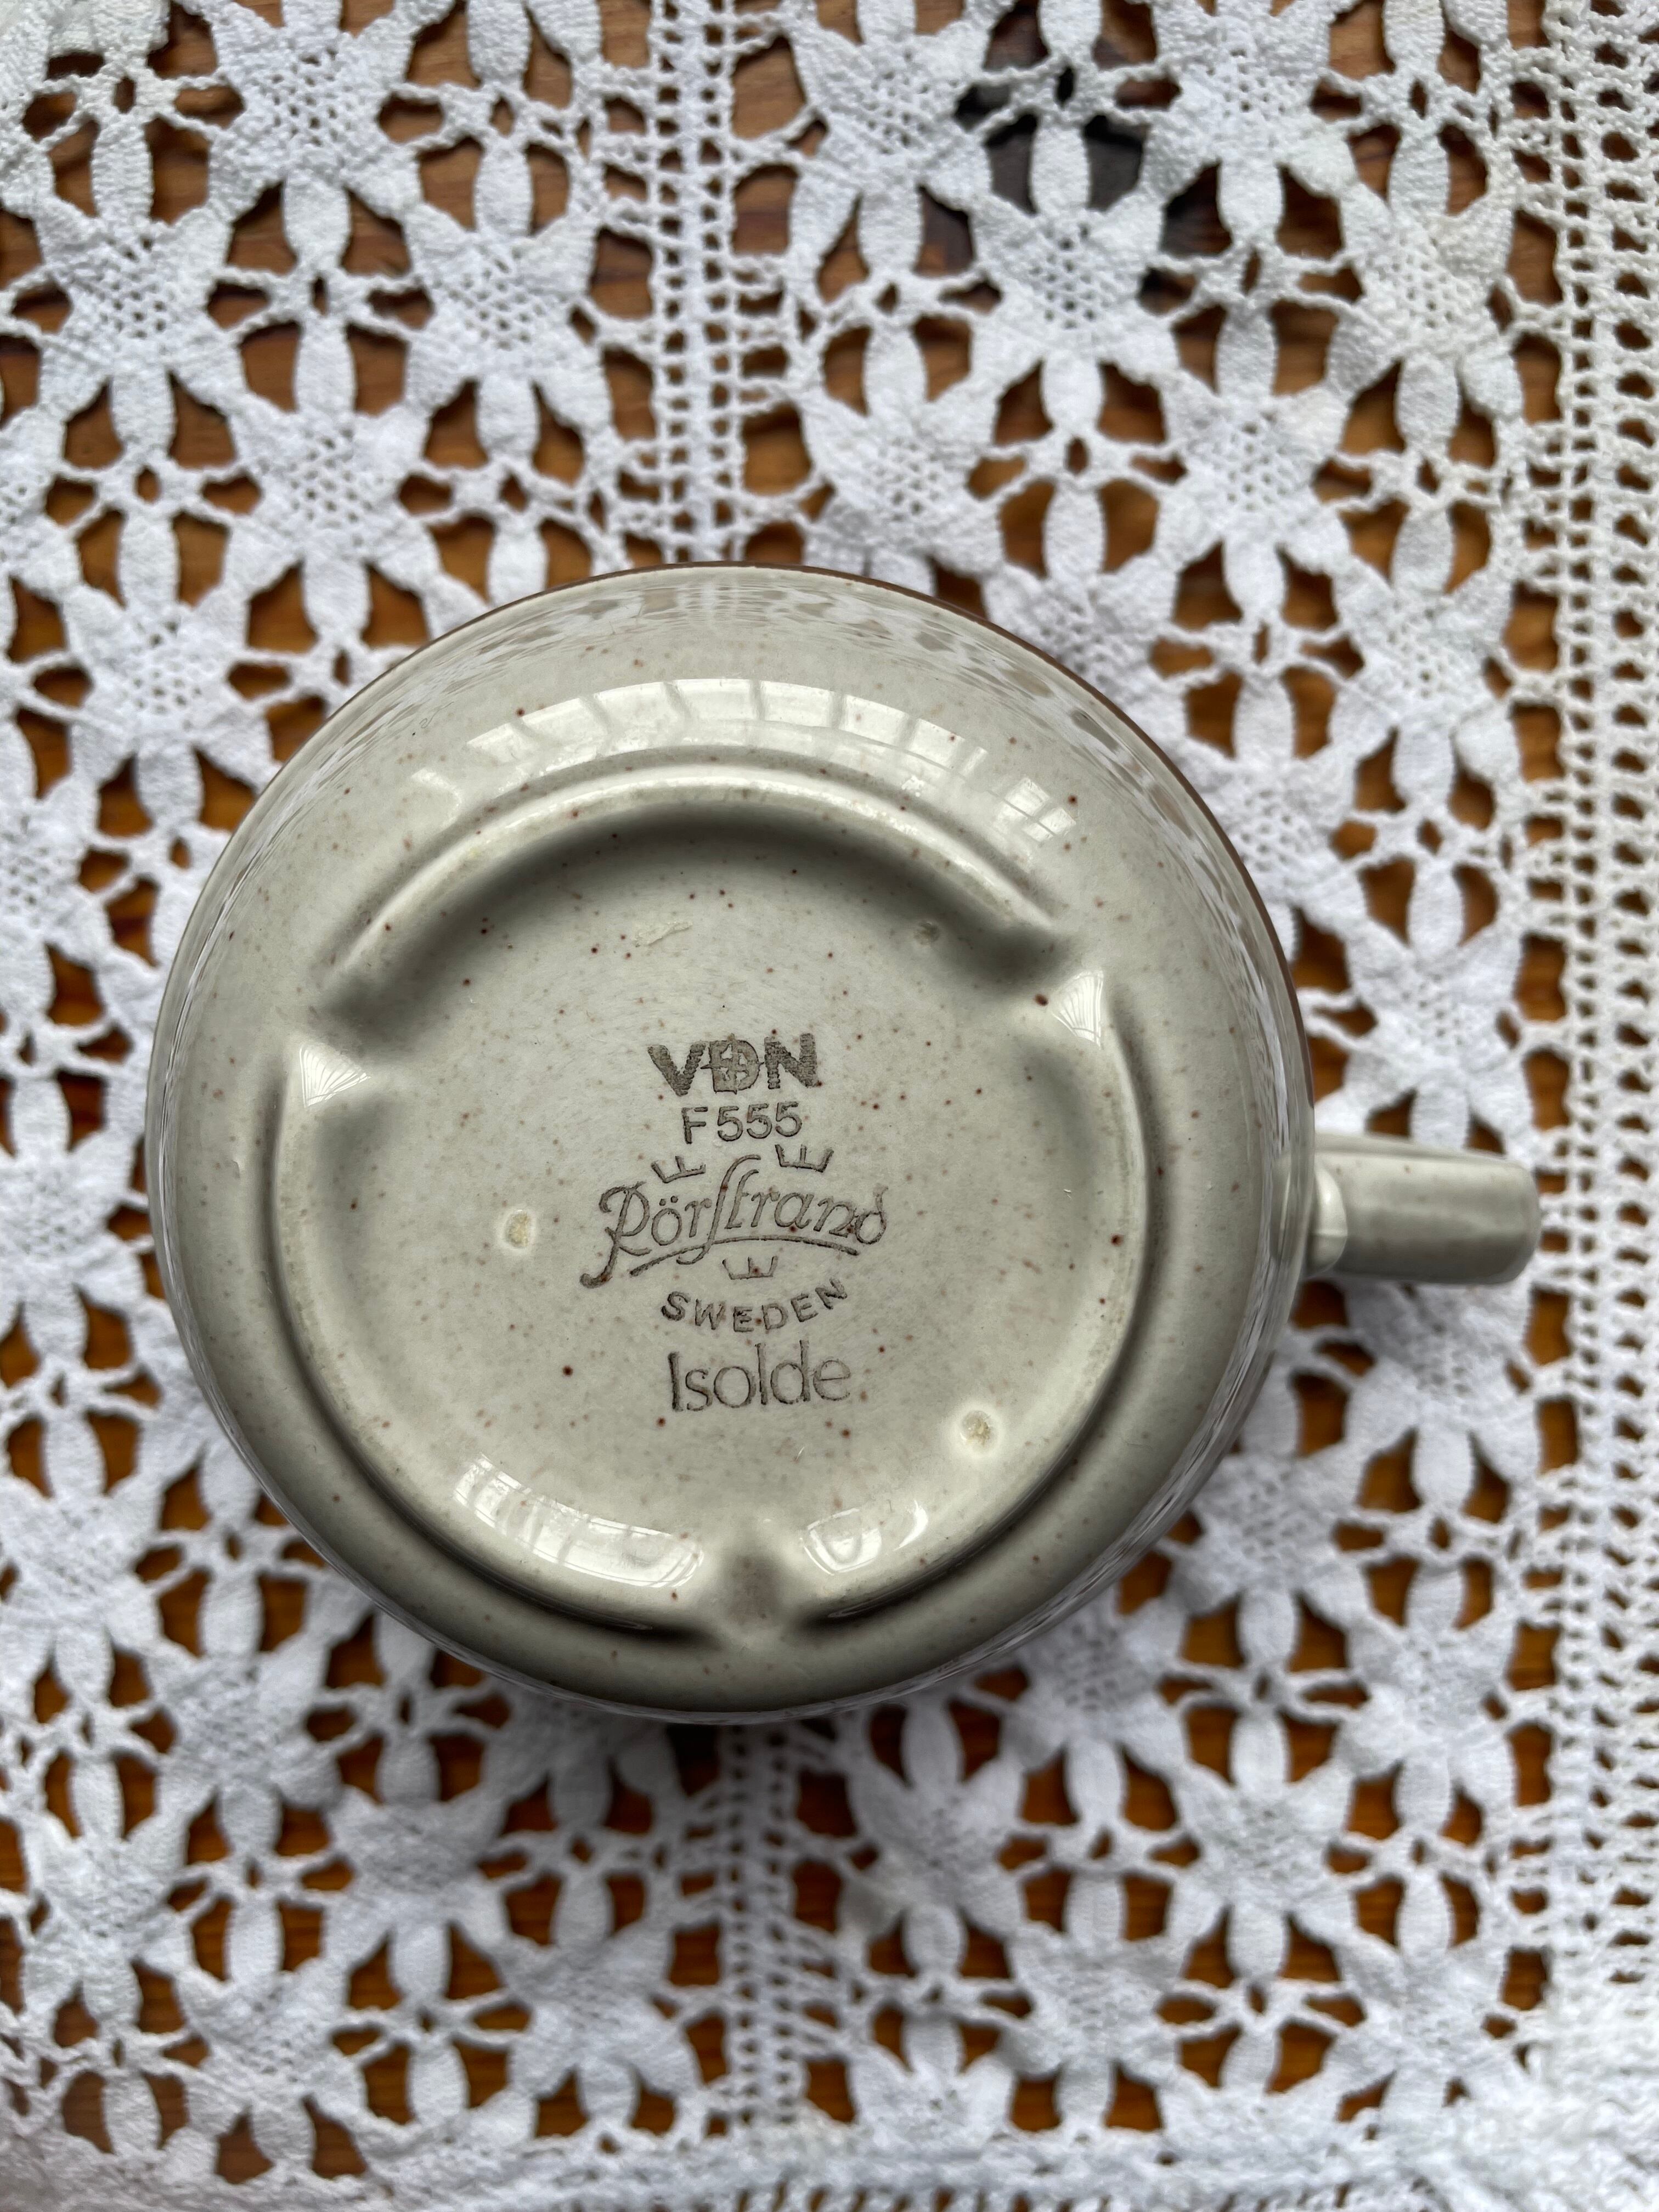 VDN
F555
Rörstrand
SWEDEN
Isolde